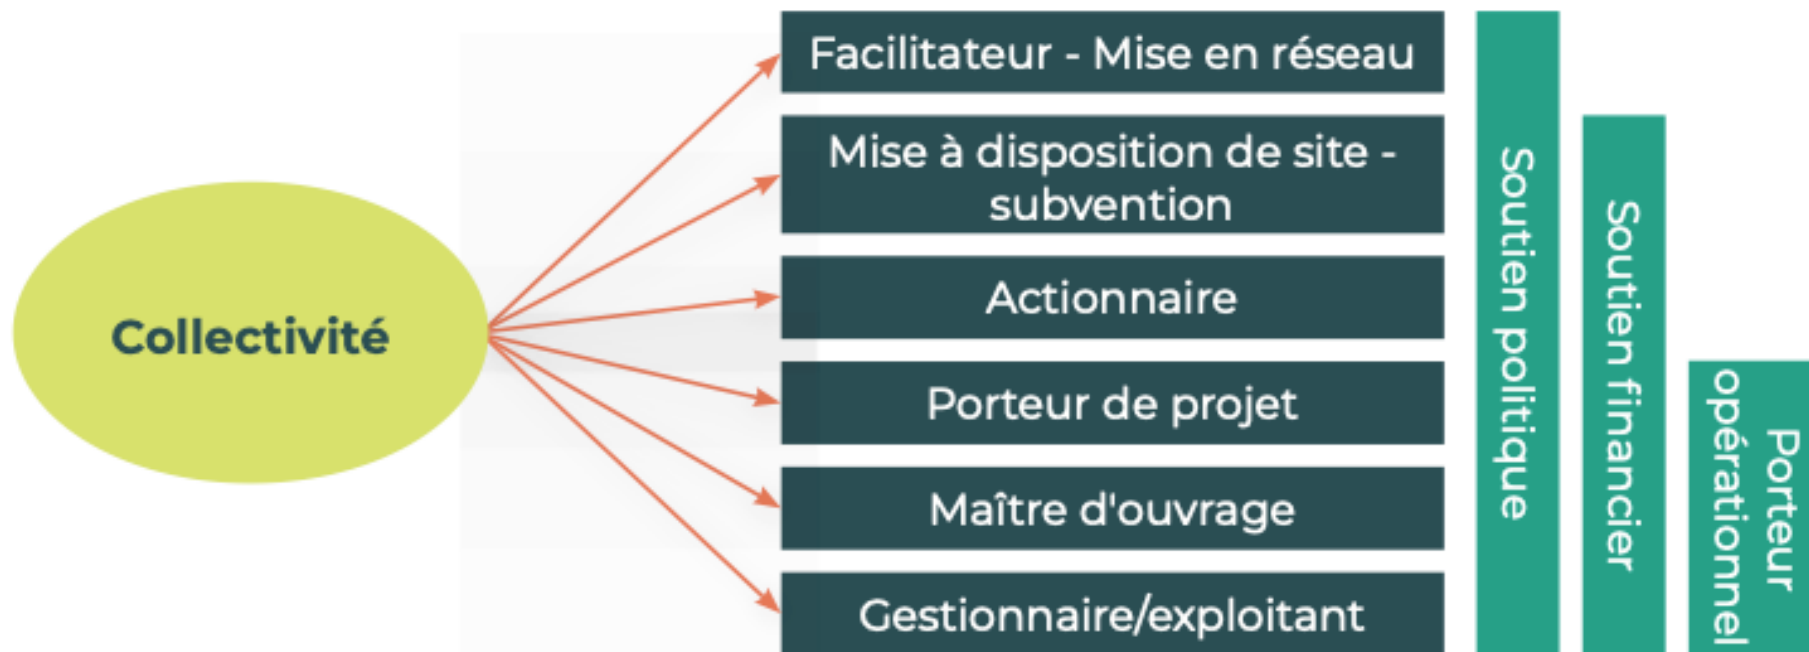 Collectivité
Facilitateur - Mise en réseau
Mise à disposition de site -
subvention
Actionnaire
Porteur de projet
Maître d'ouvrage
Gestionnaire/exploitant
Soutien politique
Soutien financier
Porteur
opérationnel